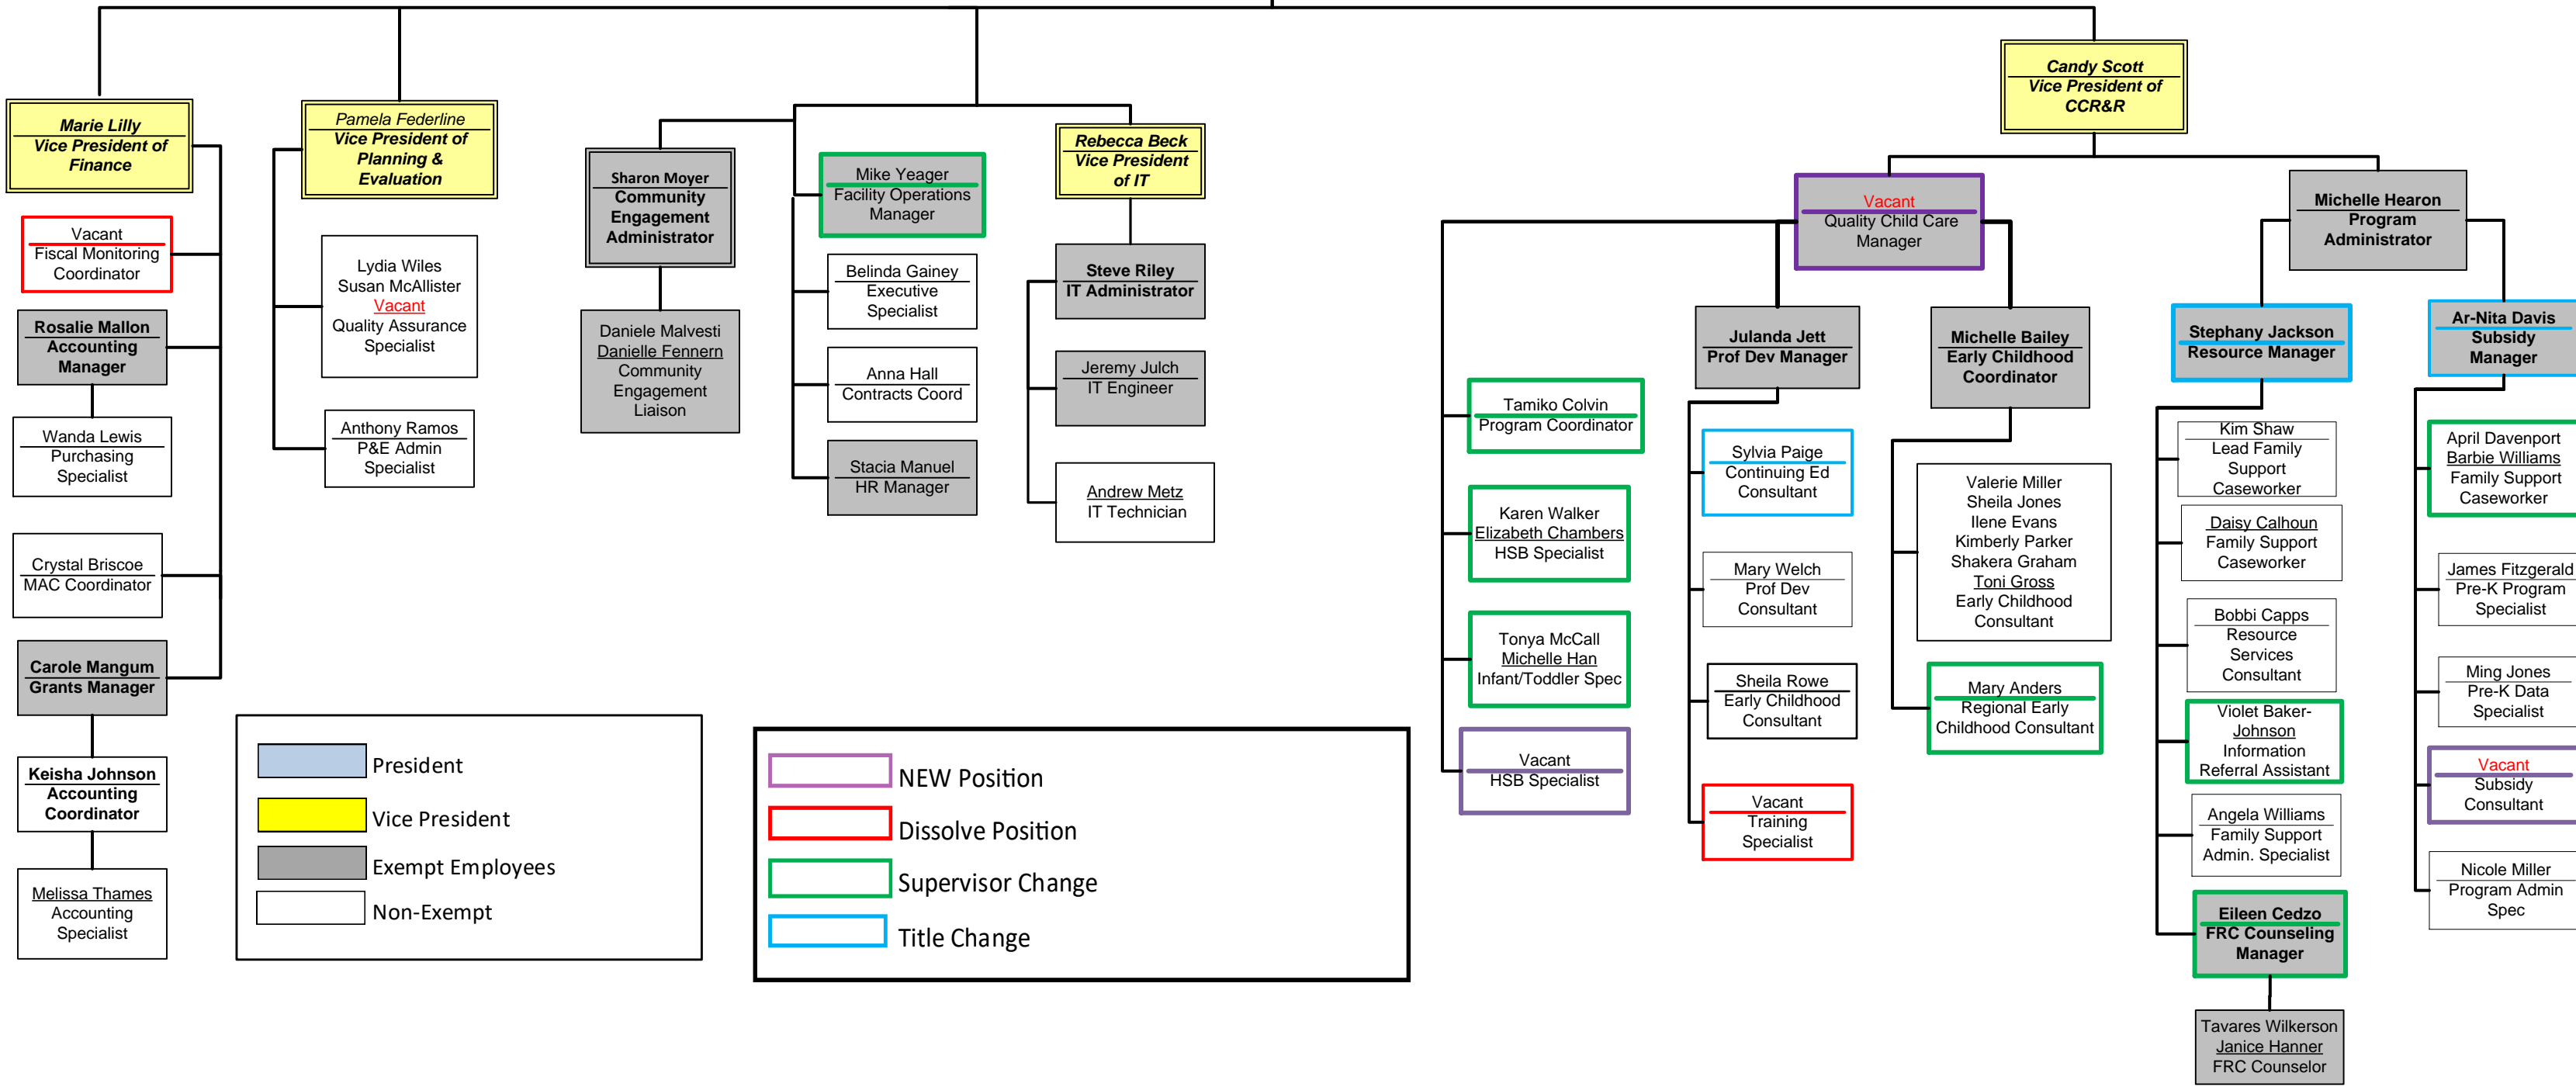 Marie Lilly
Vice President of
Finance
Vacant
Fiscal Monitoring
Coordinator
Rosalie Mallon
Accounting
Manager
Wanda Lewis
Purchasing
Specialist
Crystal Briscoe
MAC Coordinator
Carole Mangum
Grants Manager
Keisha Johnson
Accounting
Coordinator
Melissa Thames
Accounting
Specialist
Pamela Federline
Vice President of
Planning &
Evaluation
Lydia Wiles
Susan McAllister
Vacant
Quality Assurance
Specialist
Anthony Ramos
P&E Admin
Specialist
Sharon Moyer
Community
Engagement
Administrator
Daniele Malvesti
Danielle Fennern
Community
Engagement
Liaison
Mike Yeager
Facility Operations
Manager
Belinda Gainey
Executive
Specialist
Anna Hall
Contracts Coord
Stacia Manuel
HR Manager
Rebecca Beck
Vice President
of IT
Steve Riley
IT Administrator
Jeremy Julch
IT Engineer
Andrew Metz
IT Technician
Candy Scott
Vice President of
CCR&R
Vacant
Quality Child Care
Manager
Tamiko Colvin
Program Coordinator
Karen Walker
Elizabeth Chambers
HSB Specialist
Tonya McCall
Michelle Han
Infant/Toddler Spec
Vacant
HSB Specialist
Julanda Jett
Prof Dev Manager
Sylvia Paige
Continuing Ed
Consultant
Mary Welch
Prof Dev
Consultant
Sheila Rowe
Early Childhood
Consultant
Vacant
Training
Specialist
Michelle Bailey
Early Childhood
Coordinator
Valerie Miller
Sheila Jones
Ilene Evans
Kimberly Parker
Shakera Graham
Toni Gross
Early Childhood
Consultant
Mary Anders
Regional Early
Childhood Consultant
Michelle Hearon
Program
Administrator
Stephany Jackson
Resource Manager
Kim Shaw
Lead Family
Support
Caseworker
Daisy Calhoun
Family Support
Caseworker
Bobbi Capps
Resource
Services
Consultant
Violet Baker-
Johnson
Information
Referral Assistant
Angela Williams
Family Support
Admin. Specialist
Eileen Cedzo
FRC Counseling
Manager
Tavares Wilkerson
Janice Hanner
FRC Counselor
Ar-Nita Davis
Subsidy
Manager
April Davenport
Barbie Williams
Family Support
Caseworker
James Fitzgerald
Pre-K Program
Specialist
Ming Jones
Pre-K Data
Specialist
Vacant
Subsidy
Consultant
Nicole Miller
Program Admin
Spec
President
Vice President
Exempt Employees
Non-Exempt
NEW Position
Dissolve Position
Supervisor Change
Title Change